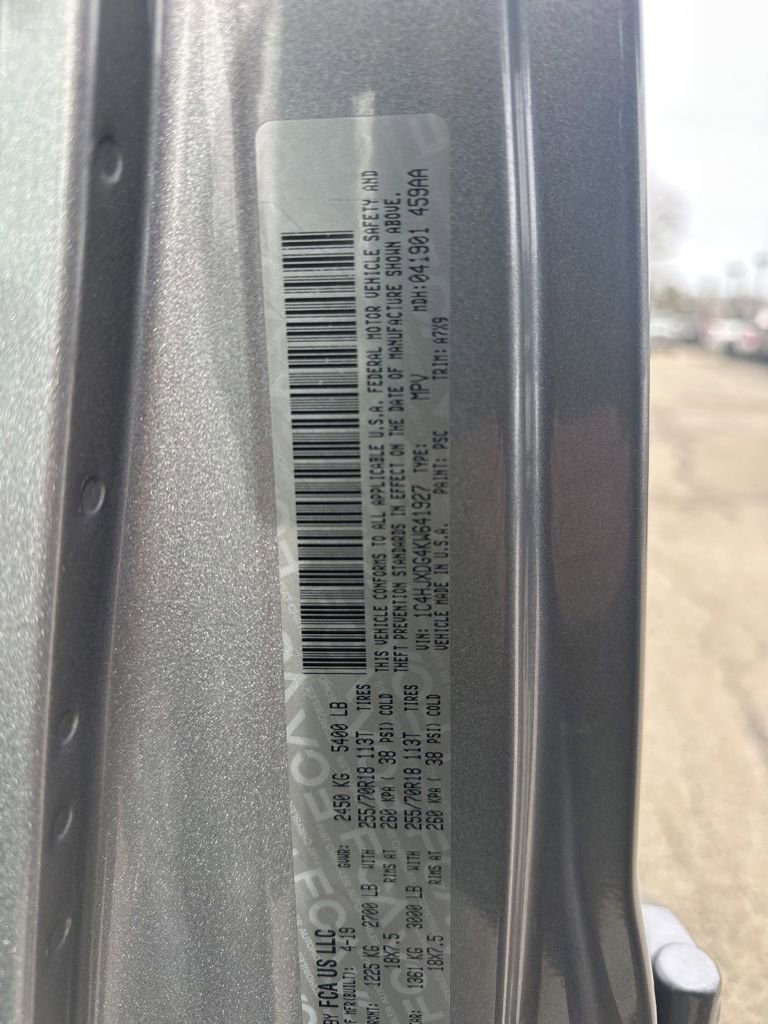 BY FCA US LLC
F MFR(BUILT): 4-19 GVWR: 2450 KG 5400 LB
RONT: 1225 KG 2700 LB WITH 255/70R18 113T TIRES
18X7.5 RIMS AT 260 KPA ( 38 PSI) COLD
EAR: 1361 KG 3000 LB WITH 255/70R18 113T TIRES
18X7.5 RIMS AT 260 KPA ( 38 PSI) COLD
THIS VEHICLE CONFORMS TO ALL APPLICABLE U.S.A. FEDERAL MOTOR VEHICLE SAFETY AND
THEFT PREVENTION STANDARDS IN EFFECT ON THE DATE OF MANUFACTURE SHOWN ABOVE.
VIN: 1C4HJXDG4KW641927 TYPE: MPV MDH:041901 459AA
VEHICLE MADE IN U.S.A. PAINT: PSC TRIM: A7X9